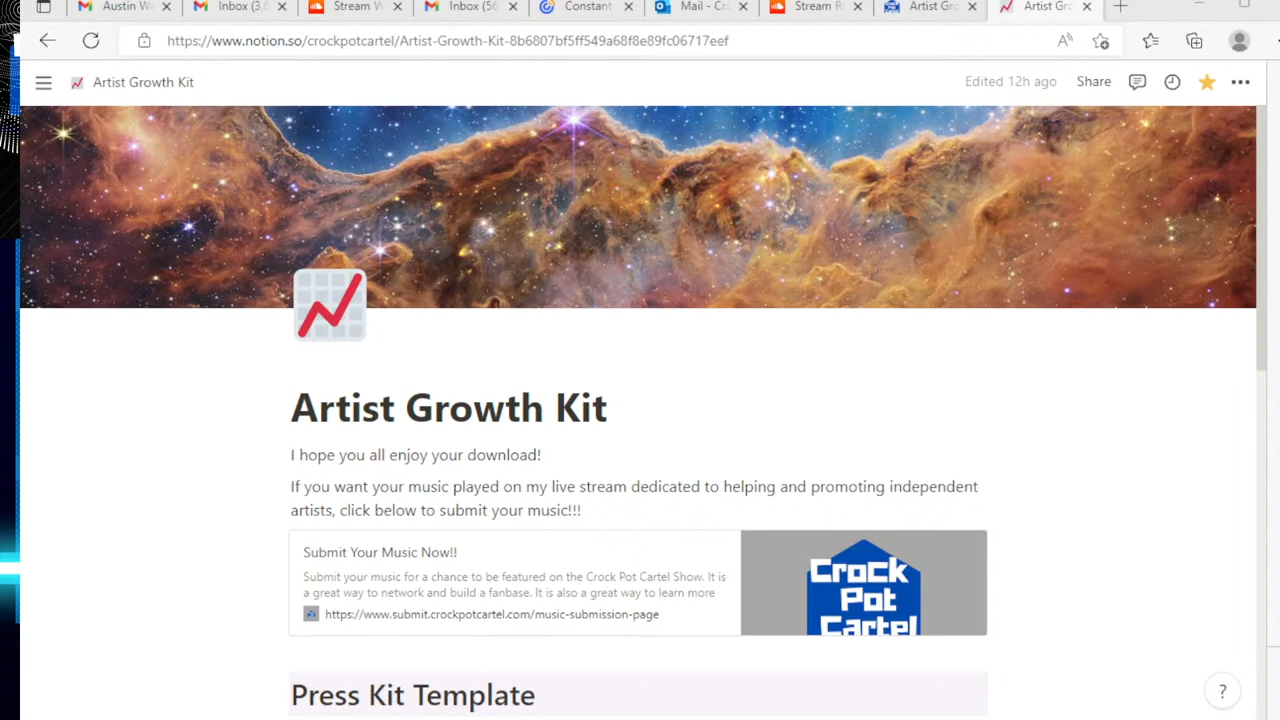 Austin Wa
Inbox (3,8
Stream W
Inbox (56
Constant
Mail - Cr
Stream R
Artist Gro
Artist Gro
https://www.notion.so/crockpotcartel/Artist-Growth-Kit-8b6807bf5ff549a68f8e89fc06717eef
Artist Growth Kit
Edited 12h ago
Share
Artist Growth Kit
I hope you all enjoy your download!
If you want your music played on my live stream dedicated to helping and promoting independent
artists, click below to submit your music!!!
Submit Your Music Now!!
Submit your music for a chance to be featured on the Crock Pot Cartel Show. It is
a great way to network and build a fanbase. It is also a great way to learn more
https://www.submit.crockpotcartel.com/music-submission-page
CrocK
Pot
Cartel
Press Kit Template
?